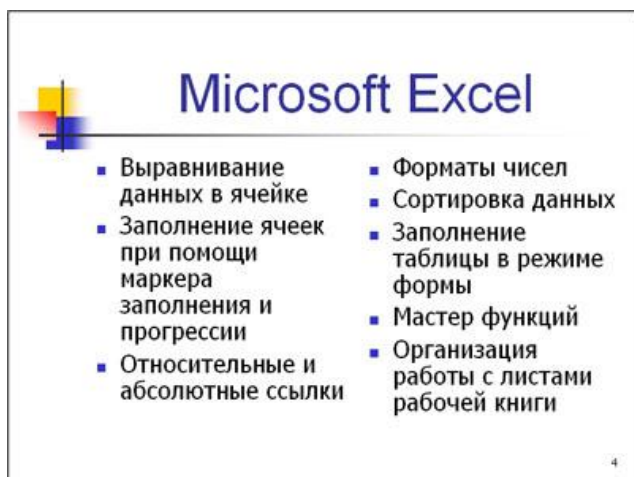 Microsoft Excel
Выравнивание
данных в ячейке
Заполнение ячеек
при помощи
маркера
заполнения и
прогрессии
Относительные и
абсолютные ссылки
Форматы чисел
Сортировка данных
Заполнение
таблицы в режиме
формы
Мастер функций
Организация
работы с листами
рабочей книги
4